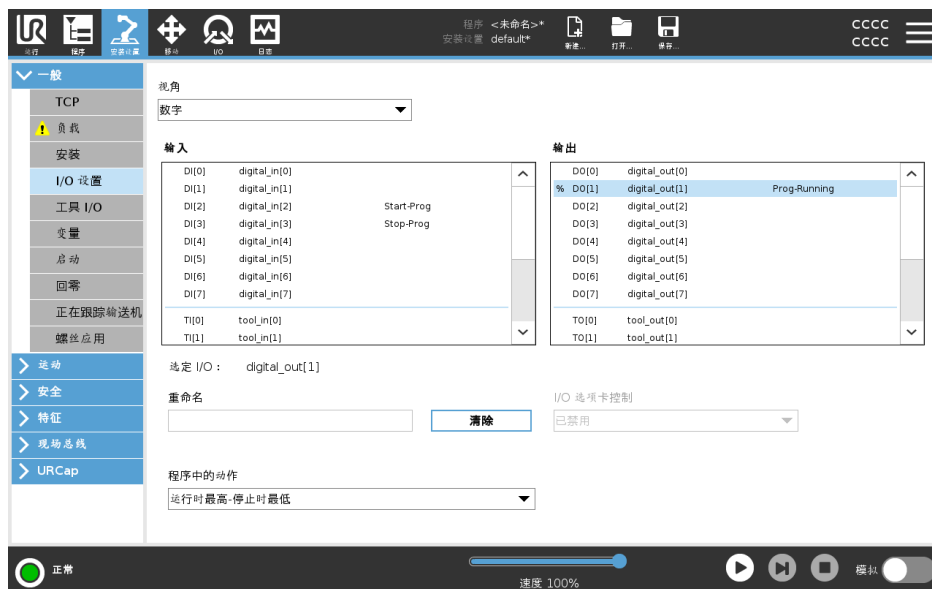 UR
运行
程序
安装设置
移动
I/O
日志
程序 <未命名>*
安装设置 default*
新建...
打开...
保存...
CCCC
CCCC
一般
TCP
负载
安装
I/O 设置
工具 I/O
变量
启动
回零
正在跟踪输送机
螺丝应用
运动
安全
特征
现场总线
URCap
视角
数字
输入
DI[0] digital_in[0]
DI[1] digital_in[1]
DI[2] digital_in[2] Start-Prog
DI[3] digital_in[3] Stop-Prog
DI[4] digital_in[4]
DI[5] digital_in[5]
DI[6] digital_in[6]
DI[7] digital_in[7]
TI[0] tool_in[0]
TI[1] tool_in[1]
输出
DO[0] digital_out[0]
% DO[1] digital_out[1] Prog-Running
DO[2] digital_out[2]
DO[3] digital_out[3]
DO[4] digital_out[4]
DO[5] digital_out[5]
DO[6] digital_out[6]
DO[7] digital_out[7]
TO[0] tool_out[0]
TO[1] tool_out[1]
选定 I/O： digital_out[1]
重命名
清除
I/O 选项卡控制
已禁用
程序中的动作
运行时最高-停止时最低
正常
速度 100%
模拟